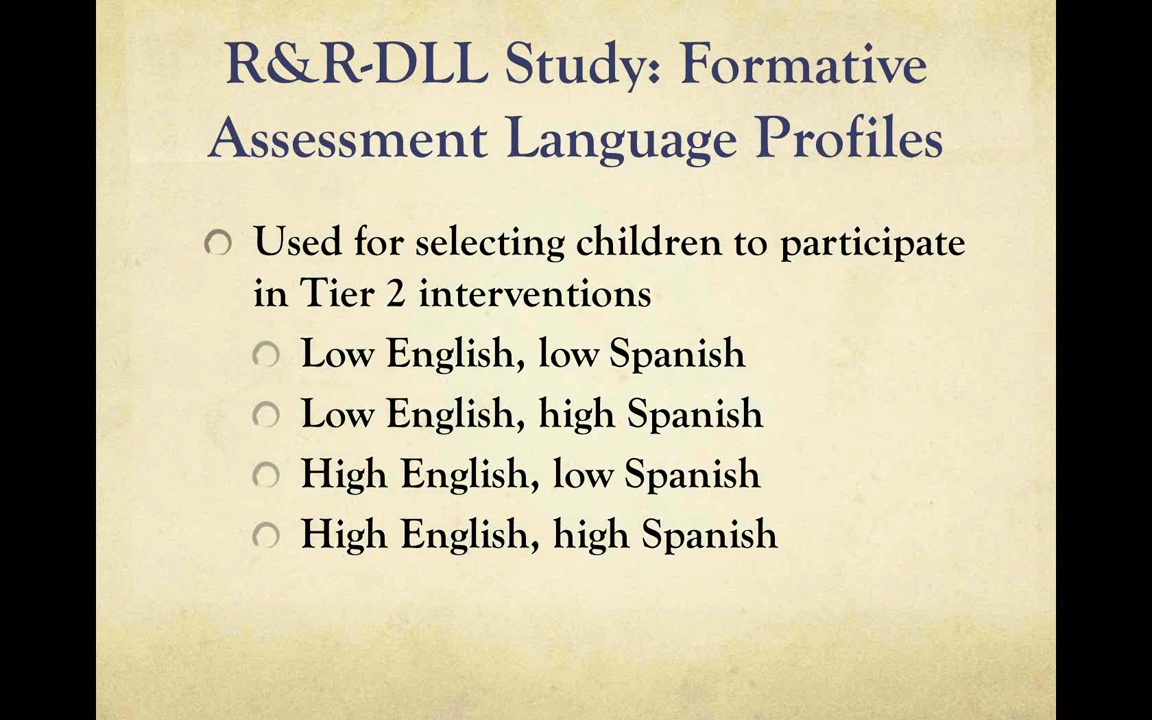 R&R-DLL Study: Formative
Assessment Language Profiles
Used for selecting children to participate
in Tier 2 interventions
Low English, low Spanish
Low English, high Spanish
High English, low Spanish
High English, high Spanish